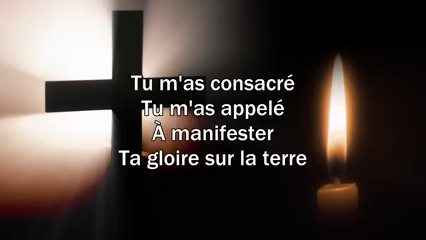 Tu m'as consacré
Tu m'as appelé
À manifester
Ta gloire sur la terre